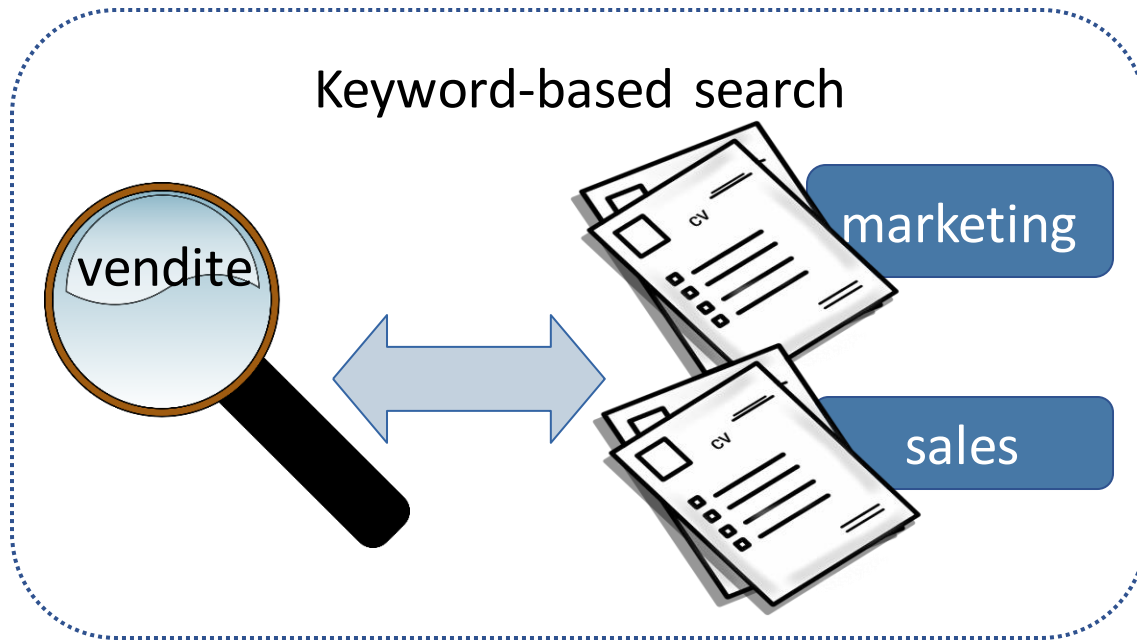 Keyword-based search
vendite
CV
marketing
CV
sales